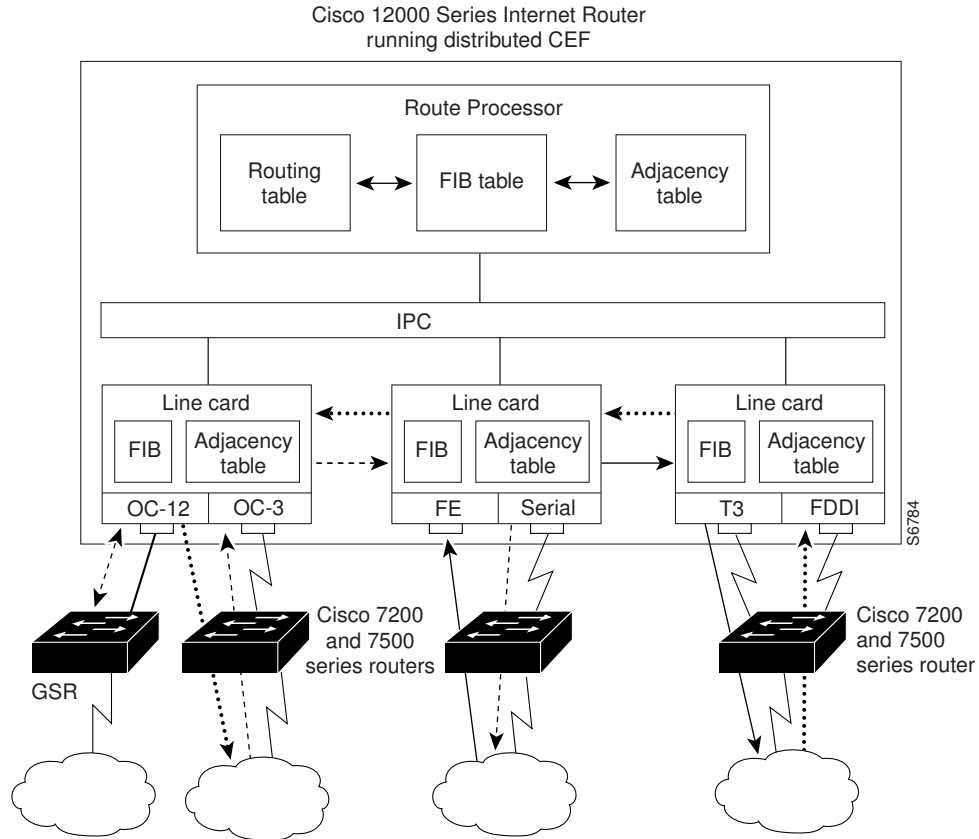 Cisco 12000 Series Internet Router
running distributed CEF
Route Processor
Routing
table
FIB table
Adjacency
table
IPC
Line card
FIB
Adjacency
table
OC-12
OC-3
Line card
FIB
Adjacency
table
FE
Serial
Line card
FIB
Adjacency
table
T3
FDDI
S6784
GSR
Cisco 7200
and 7500
series routers
Cisco 7200
and 7500
series router